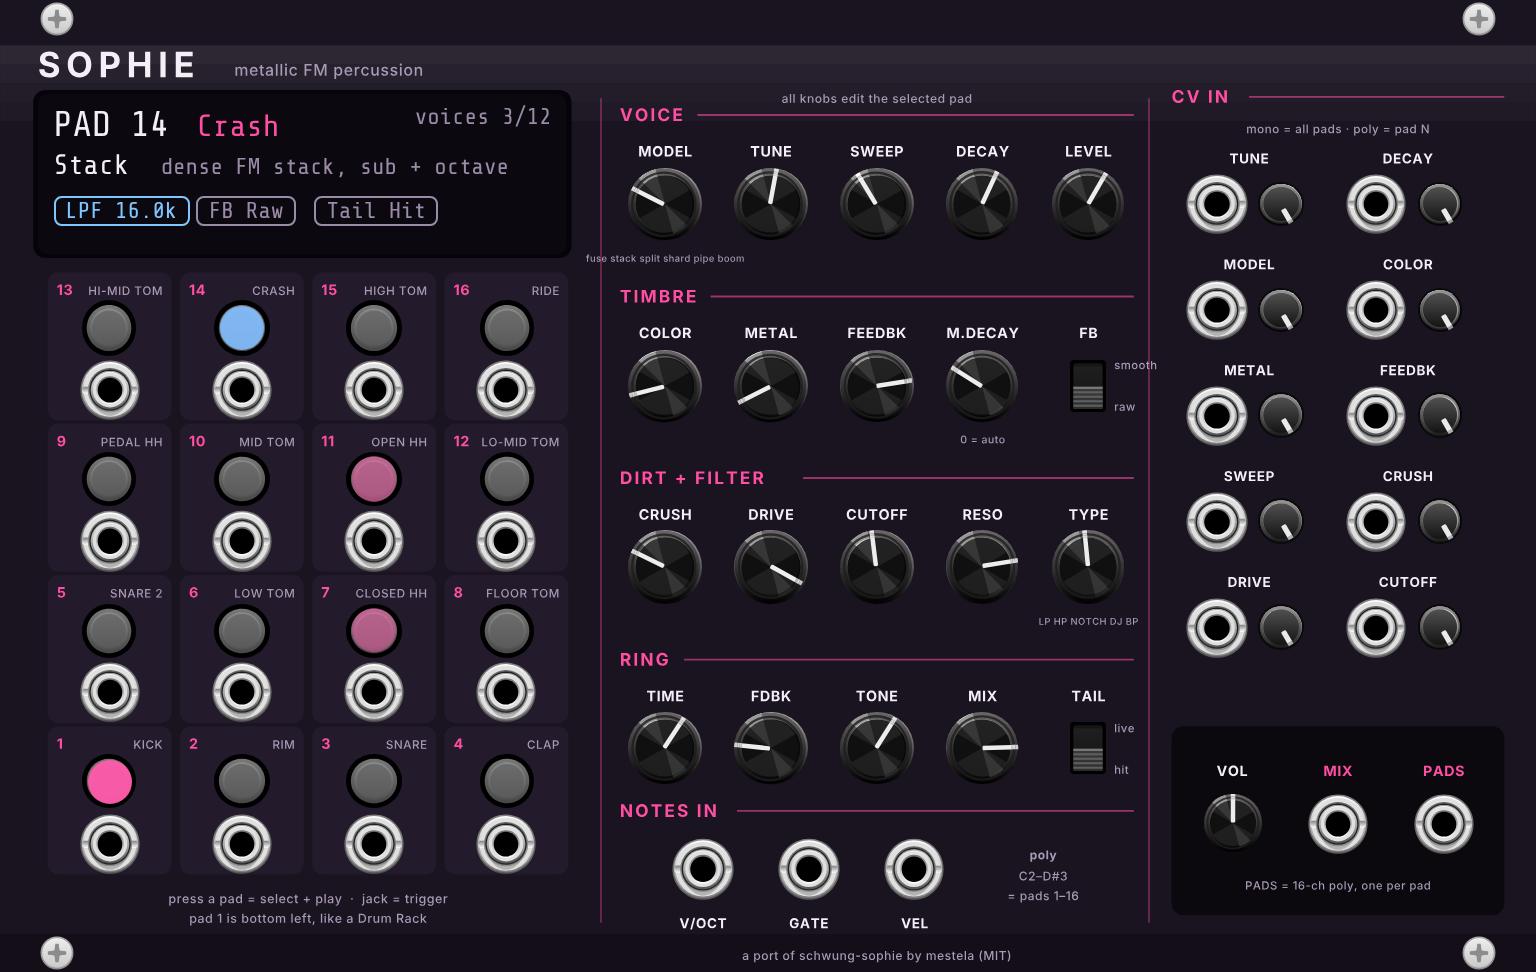 SOPHIE metallic FM percussion
PAD 14 Crash voices 3/12
Stack dense FM stack, sub + octave
LPF 16.0k FB Raw Tail Hit
13 HI-MID TOM 14 CRASH 15 HIGH TOM 16 RIDE
9 PEDAL HH 10 MID TOM 11 OPEN HH 12 LO-MID TOM
5 SNARE 2 6 LOW TOM 7 CLOSED HH 8 FLOOR TOM
1 KICK 2 RIM 3 SNARE 4 CLAP
press a pad = select + play · jack = trigger
pad 1 is bottom left, like a Drum Rack
all knobs edit the selected pad
VOICE
MODEL TUNE SWEEP DECAY LEVEL
fuse stack split shard pipe boom
TIMBRE
COLOR METAL FEEDBK M.DECAY FB
smooth
raw
0 = auto
DIRT + FILTER
CRUSH DRIVE CUTOFF RESO TYPE
LP HP NOTCH DJ BP
RING
TIME FDBK TONE MIX TAIL
live
hit
NOTES IN
poly
C2–D#3
= pads 1–16
V/OCT GATE VEL
a port of schwung-sophie by mestela (MIT)
CV IN
mono = all pads · poly = pad N
TUNE DECAY
MODEL COLOR
METAL FEEDBK
SWEEP CRUSH
DRIVE CUTOFF
VOL MIX PADS
PADS = 16-ch poly, one per pad